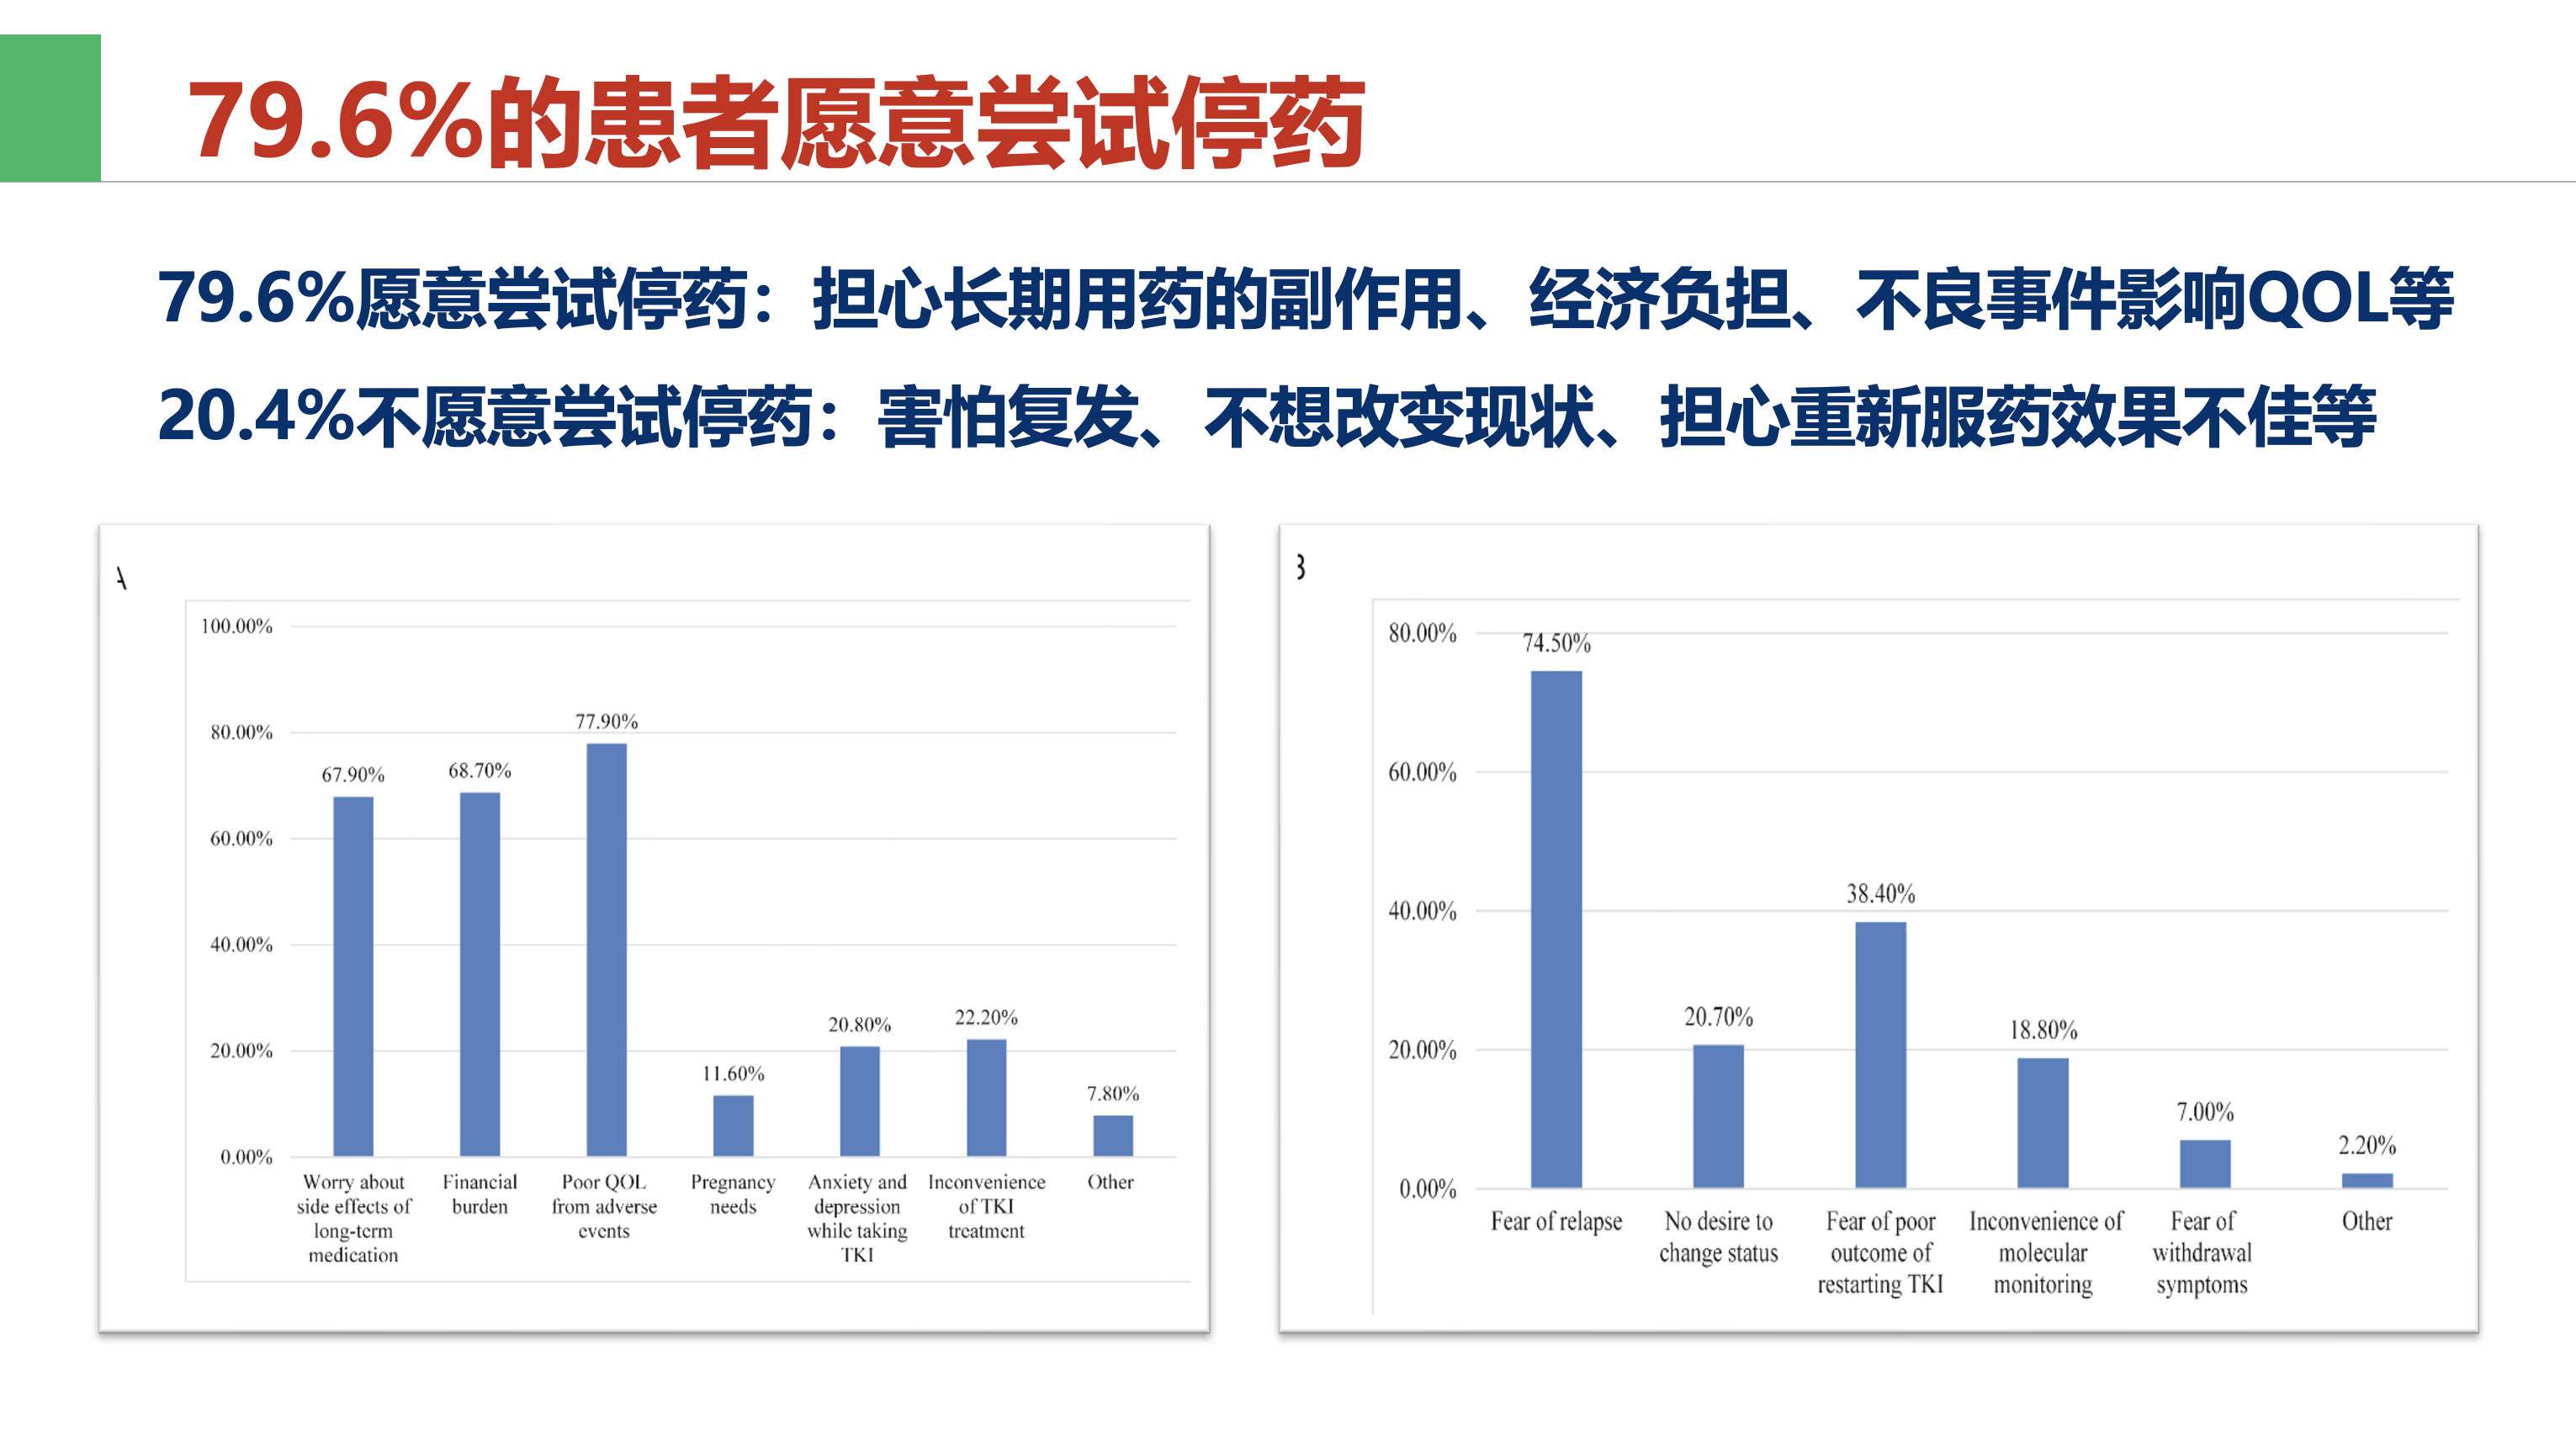 79.6%的患者愿意尝试停药
79.6%愿意尝试停药：担心长期用药的副作用、经济负担、不良事件影响QOL等
20.4%不愿意尝试停药：害怕复发、不想改变现状、担心重新服药效果不佳等
A
100.00%
80.00%
60.00%
40.00%
20.00%
0.00%
67.90%
68.70%
77.90%
11.60%
20.80%
22.20%
7.80%
Worry about
side effects of
long-term
medication
Financial
burden
Poor QOL
from adverse
events
Pregnancy
needs
Anxiety and
depression
while taking
TKI
Inconvenience
of TKI
treatment
Other
B
80.00%
60.00%
40.00%
20.00%
0.00%
74.50%
20.70%
38.40%
18.80%
7.00%
2.20%
Fear of relapse
No desire to
change status
Fear of poor
outcome of
restarting TKI
Inconvenience of
molecular
monitoring
Fear of
withdrawal
symptoms
Other